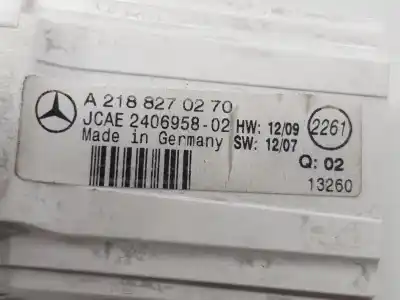 A 218 827 02 70
JCAE 2406958-02 HW: 12/09 2261
Made in Germany SW: 12/07
Q: 02
13260